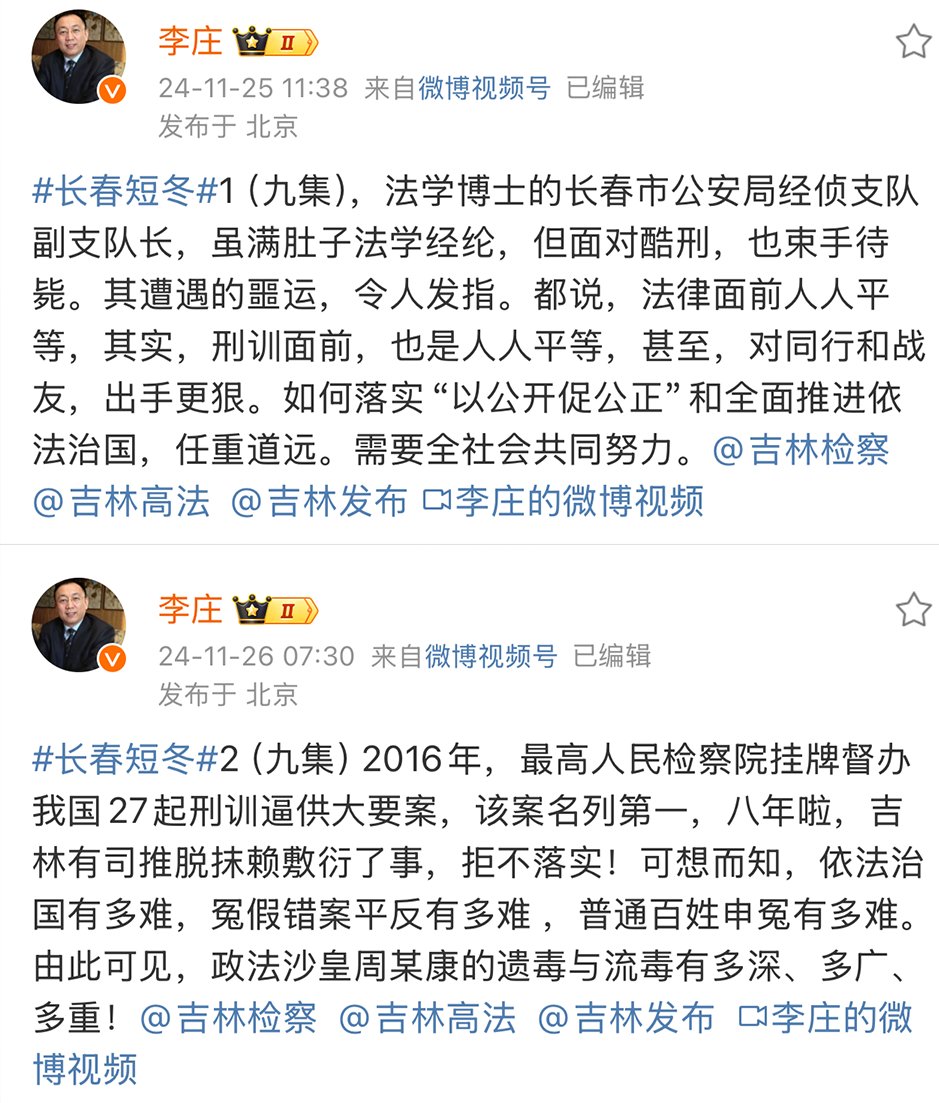 李庄 II
24-11-25 11:38 来自微博视频号 已编辑
发布于 北京
#长春短冬#1（九集），法学博士的长春市公安局经侦支队
副支队长，虽满肚子法学经纶，但面对酷刑，也束手待
毙。其遭遇的噩运，令人发指。都说，法律面前人人平
等，其实，刑训面前，也是人人平等，甚至，对同行和战
友，出手更狠。如何落实“以公开促公正”和全面推进依
法治国，任重道远。需要全社会共同努力。@吉林检察
@吉林高法 @吉林发布 李庄的微博视频
李庄 II
24-11-26 07:30 来自微博视频号 已编辑
发布于 北京
#长春短冬#2（九集）2016年，最高人民检察院挂牌督办
我国27起刑训逼供大要案，该案名列第一，八年啦，吉
林有司推脱抹赖敷衍了事，拒不落实！可想而知，依法治
国有多难，冤假错案平反有多难 ，普通百姓申冤有多难。
由此可见，政法沙皇周某康的遗毒与流毒有多深、多广、
多重！@吉林检察 @吉林高法 @吉林发布 李庄的微
博视频